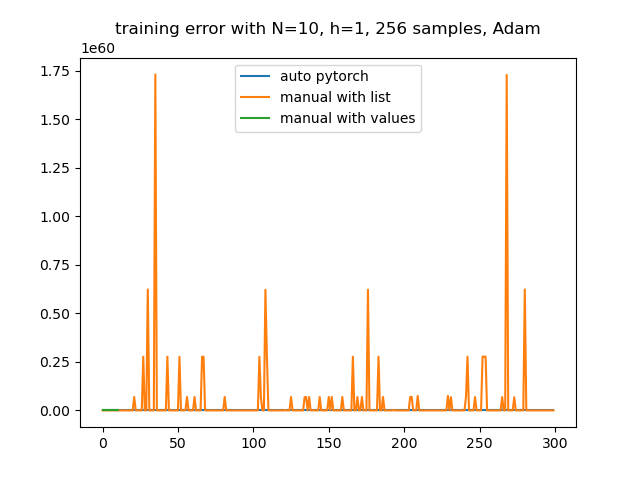 training error with N=10, h=1, 256 samples, Adam
1e60
auto pytorch
manual with list
manual with values
1.75
1.50
1.25
1.00
0.75
0.50
0.25
0.00
0 50 100 150 200 250 300